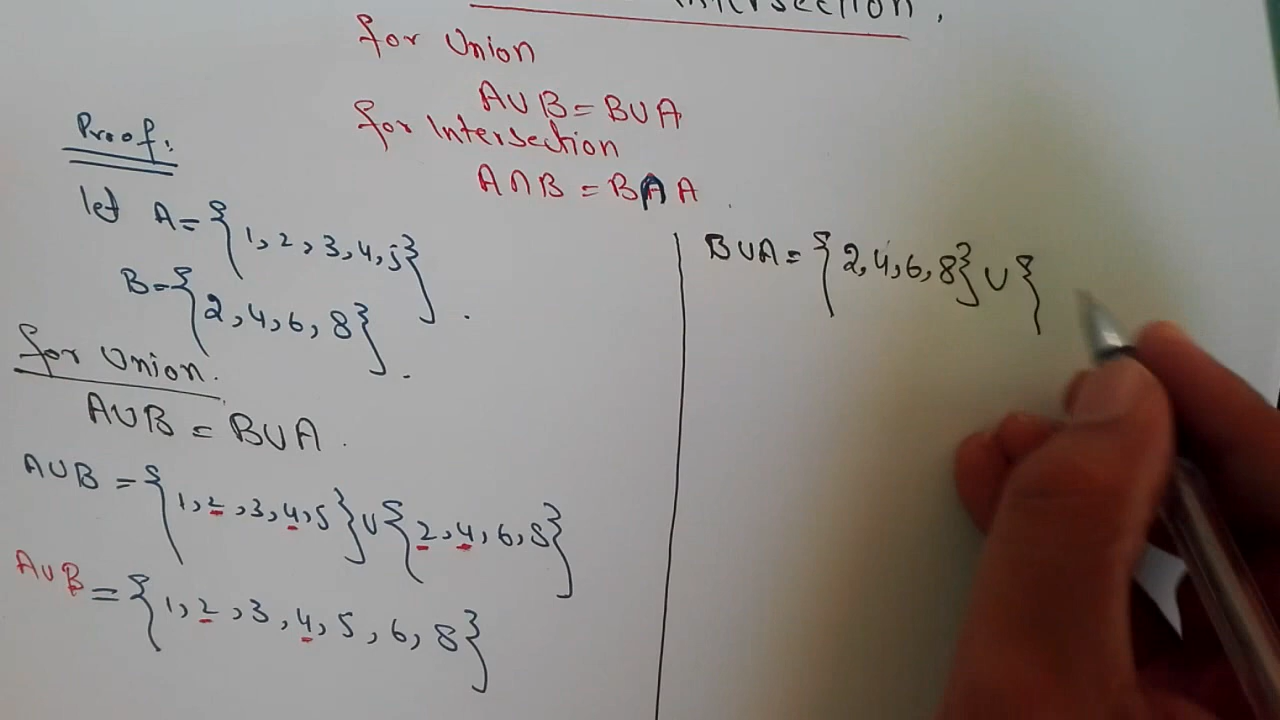 Intersection.
for Union
A∪B = B∪A
for Intersection
A∩B = B∩A.
Proof:
let A = {1, 2, 3, 4, 5}
B = {2, 4, 6, 8}.
for Union.
A∪B = B∪A.
A∪B = {1, 2, 3, 4, 5} ∪ {2, 4, 6, 8}
A∪B = {1, 2, 3, 4, 5, 6, 8}
B∪A = {2, 4, 6, 8} ∪ {